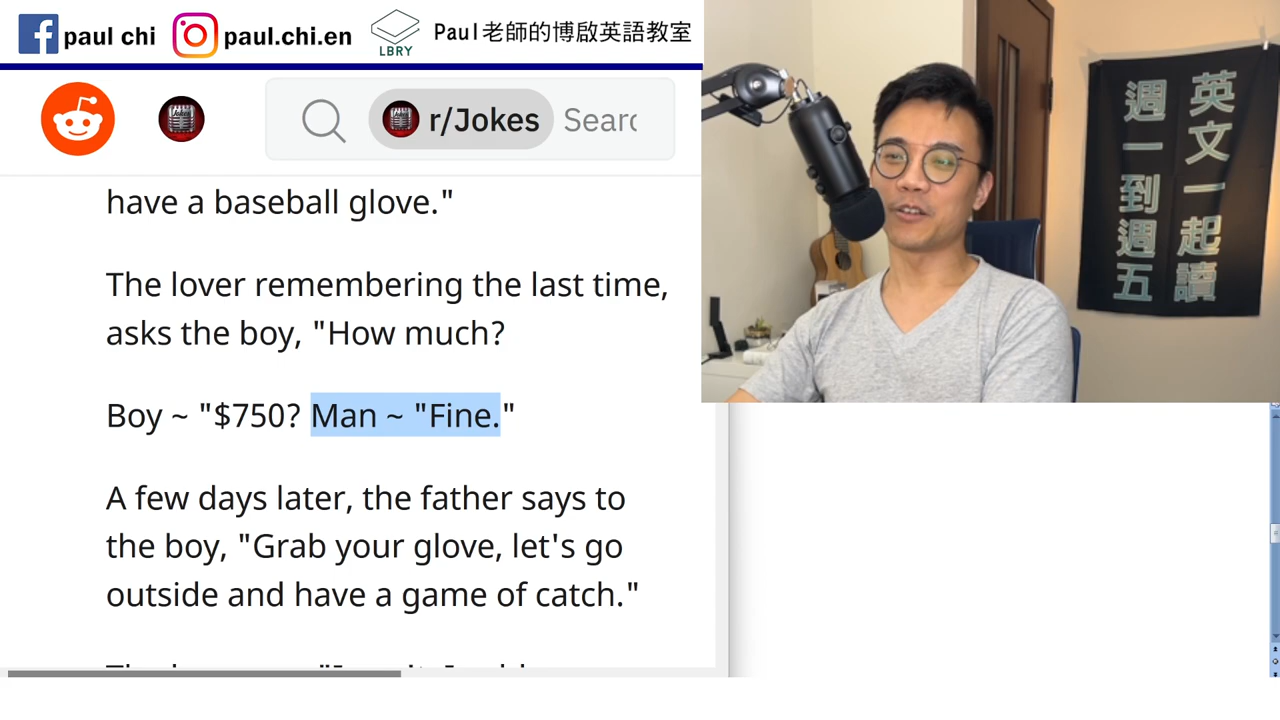 paul chi
paul.chi.en
LBRY
Paul老師的博啟英語教室
r/Jokes
Searc
have a baseball glove."
The lover remembering the last time,
asks the boy, "How much?
Boy ~ "$750? Man ~ "Fine."
A few days later, the father says to
the boy, "Grab your glove, let's go
outside and have a game of catch."
英文一起讀
週一到週五